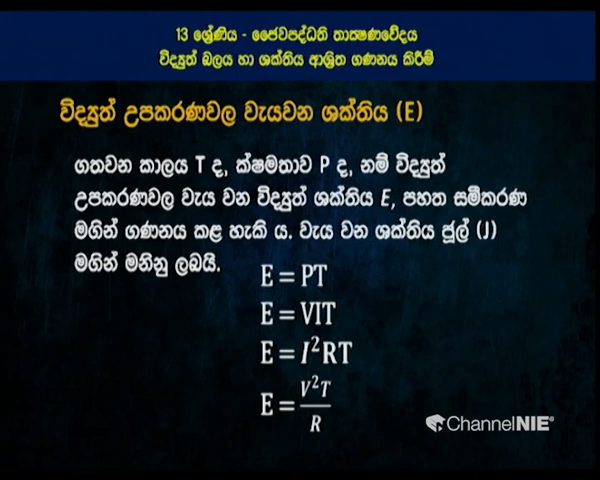 13 ශ්‍රේණිය - ජෛවපද්ධති තාක්ෂණවේදය
විද්‍යුත් බලය හා ශක්තිය ආශ්‍රිත ගණනය කිරීම්
විද්‍යුත් උපකරණවල වැයවන ශක්තිය (E)
ගතවන කාලය T ද, ක්ෂමතාව P ද, නම් විද්‍යුත්
උපකරණවල වැය වන විද්‍යුත් ශක්තිය E, පහත සමීකරණ
මගින් ගණනය කළ හැකි ය. වැය වන ශක්තිය ජූල් (J)
මගින් මනිනු ලබයි.
E = PT
E = VIT
E = I²RT
E = V²T/R
ChannelNIE